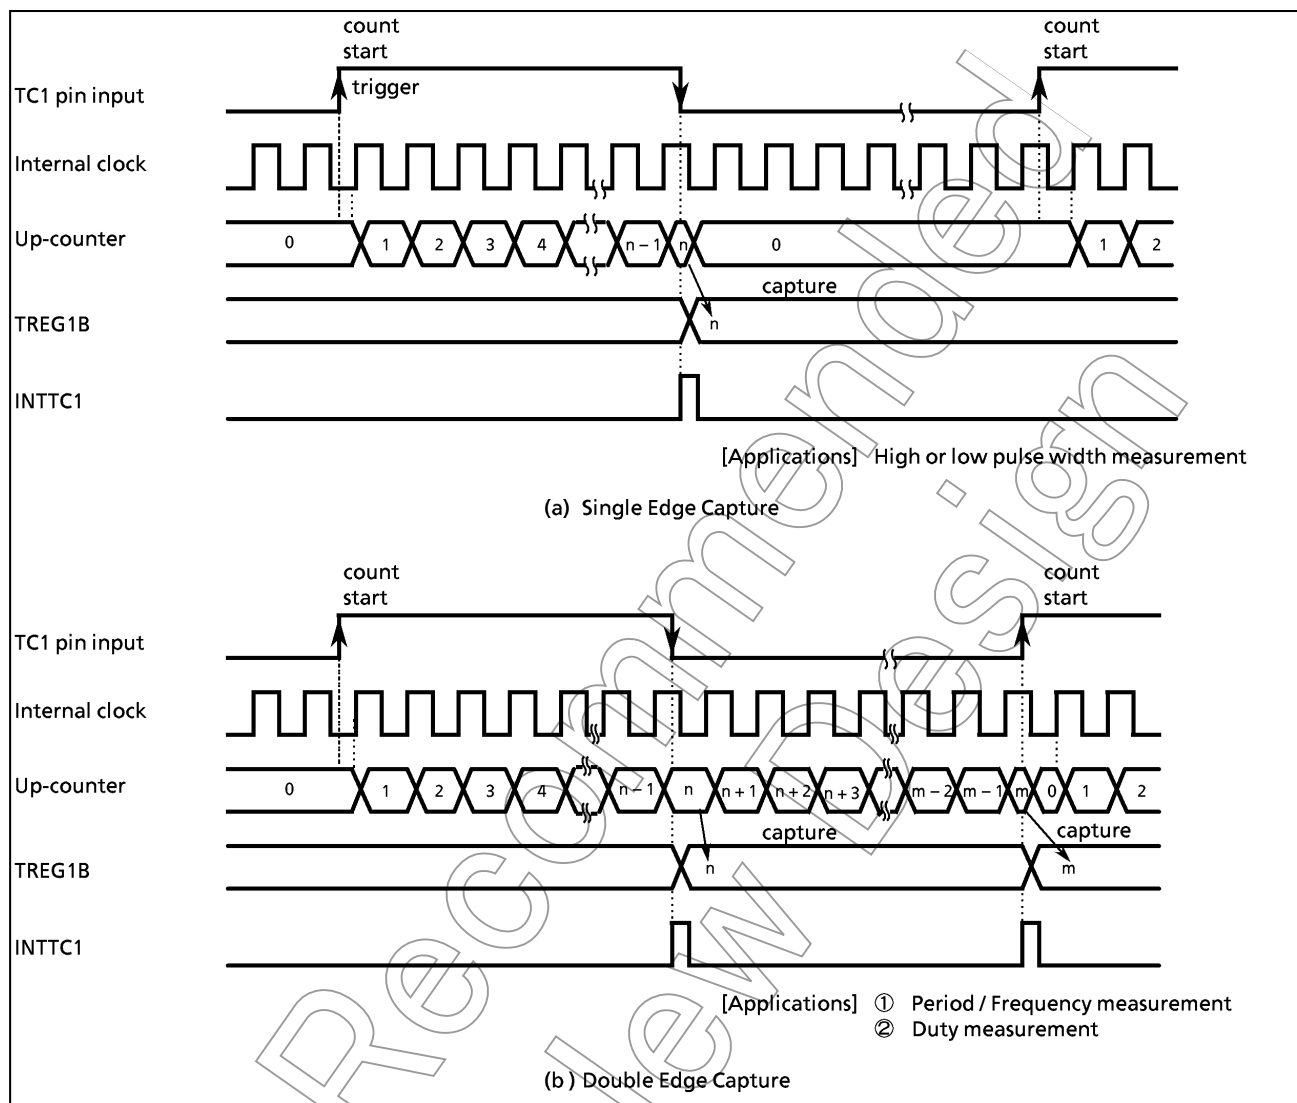 count
start
count
start
TC1 pin input
trigger
Internal clock
Up-counter
0 1 2 3 4 n – 1 n 0 1 2
capture
TREG1B
n
INTTC1
[Applications] High or low pulse width measurement
(a) Single Edge Capture
count
start
count
start
TC1 pin input
Internal clock
Up-counter
0 1 2 3 4 n – 1 n n + 1 n + 2 n + 3 m – 2 m – 1 m 0 1 2
capture
capture
TREG1B
n
m
INTTC1
[Applications] ① Period / Frequency measurement
② Duty measurement
(b) Double Edge Capture
Recommended
Design